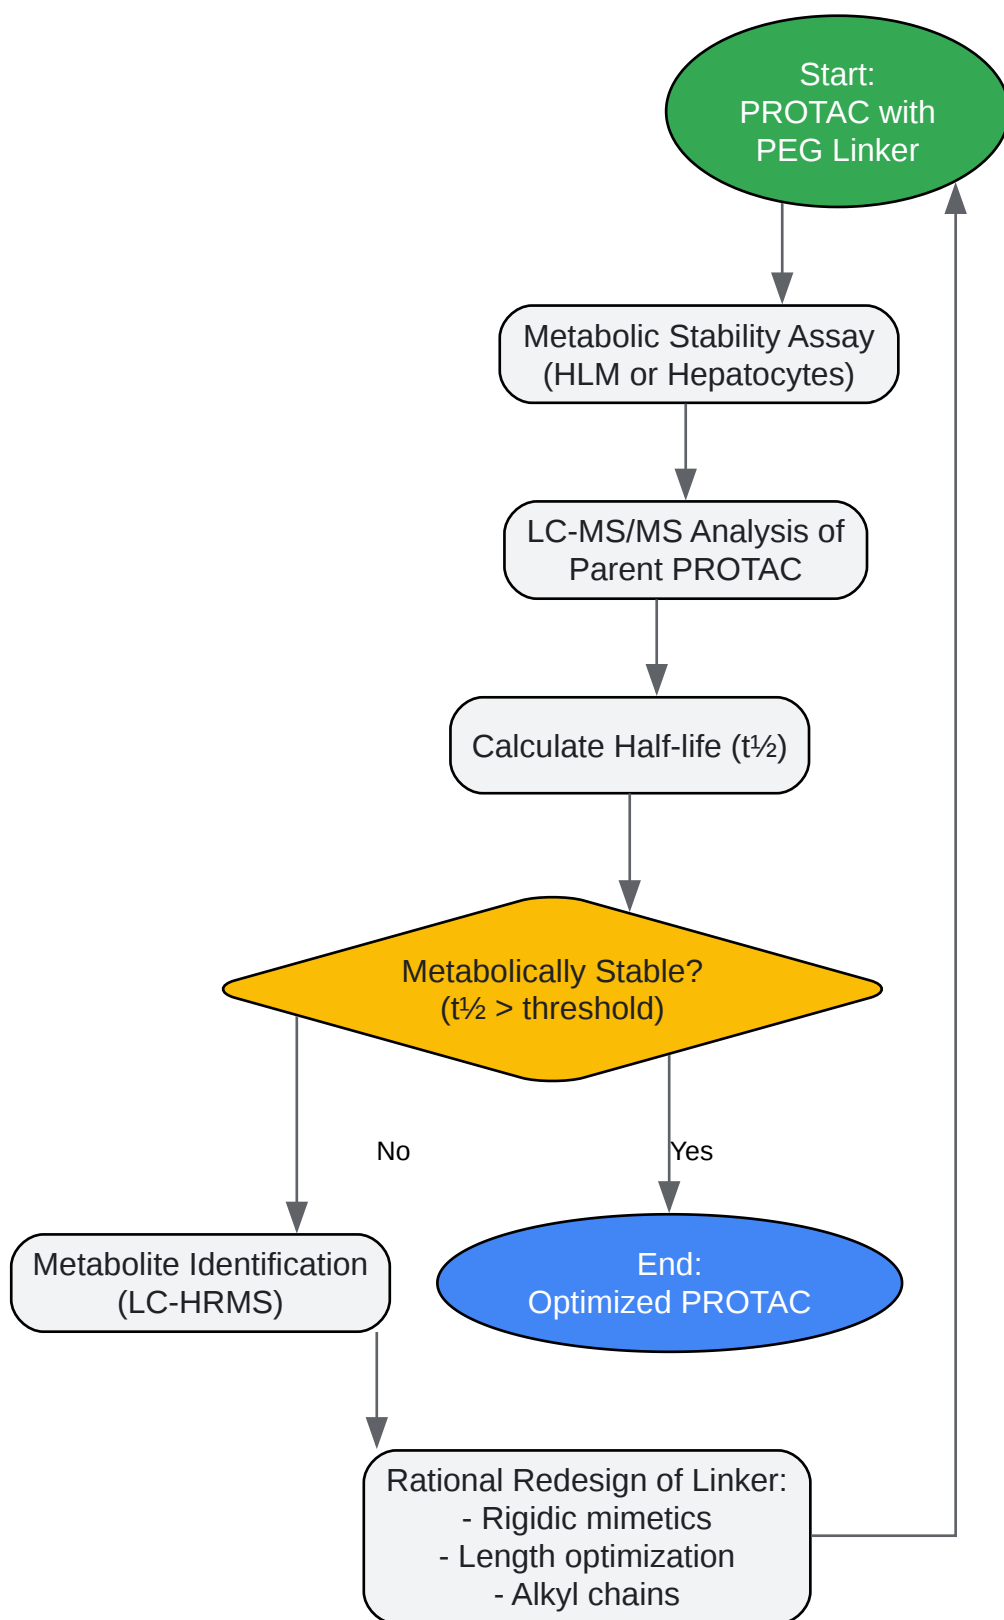 Start:
PROTAC with
PEG Linker
Metabolic Stability Assay
(HLM or Hepatocytes)
LC-MS/MS Analysis of
Parent PROTAC
Calculate Half-life (t½)
Metabolically Stable?
(t½ > threshold)
No
Yes
Metabolite Identification
(LC-HRMS)
End:
Optimized PROTAC
Rational Redesign of Linker:
- Rigidic mimetics
- Length optimization
- Alkyl chains